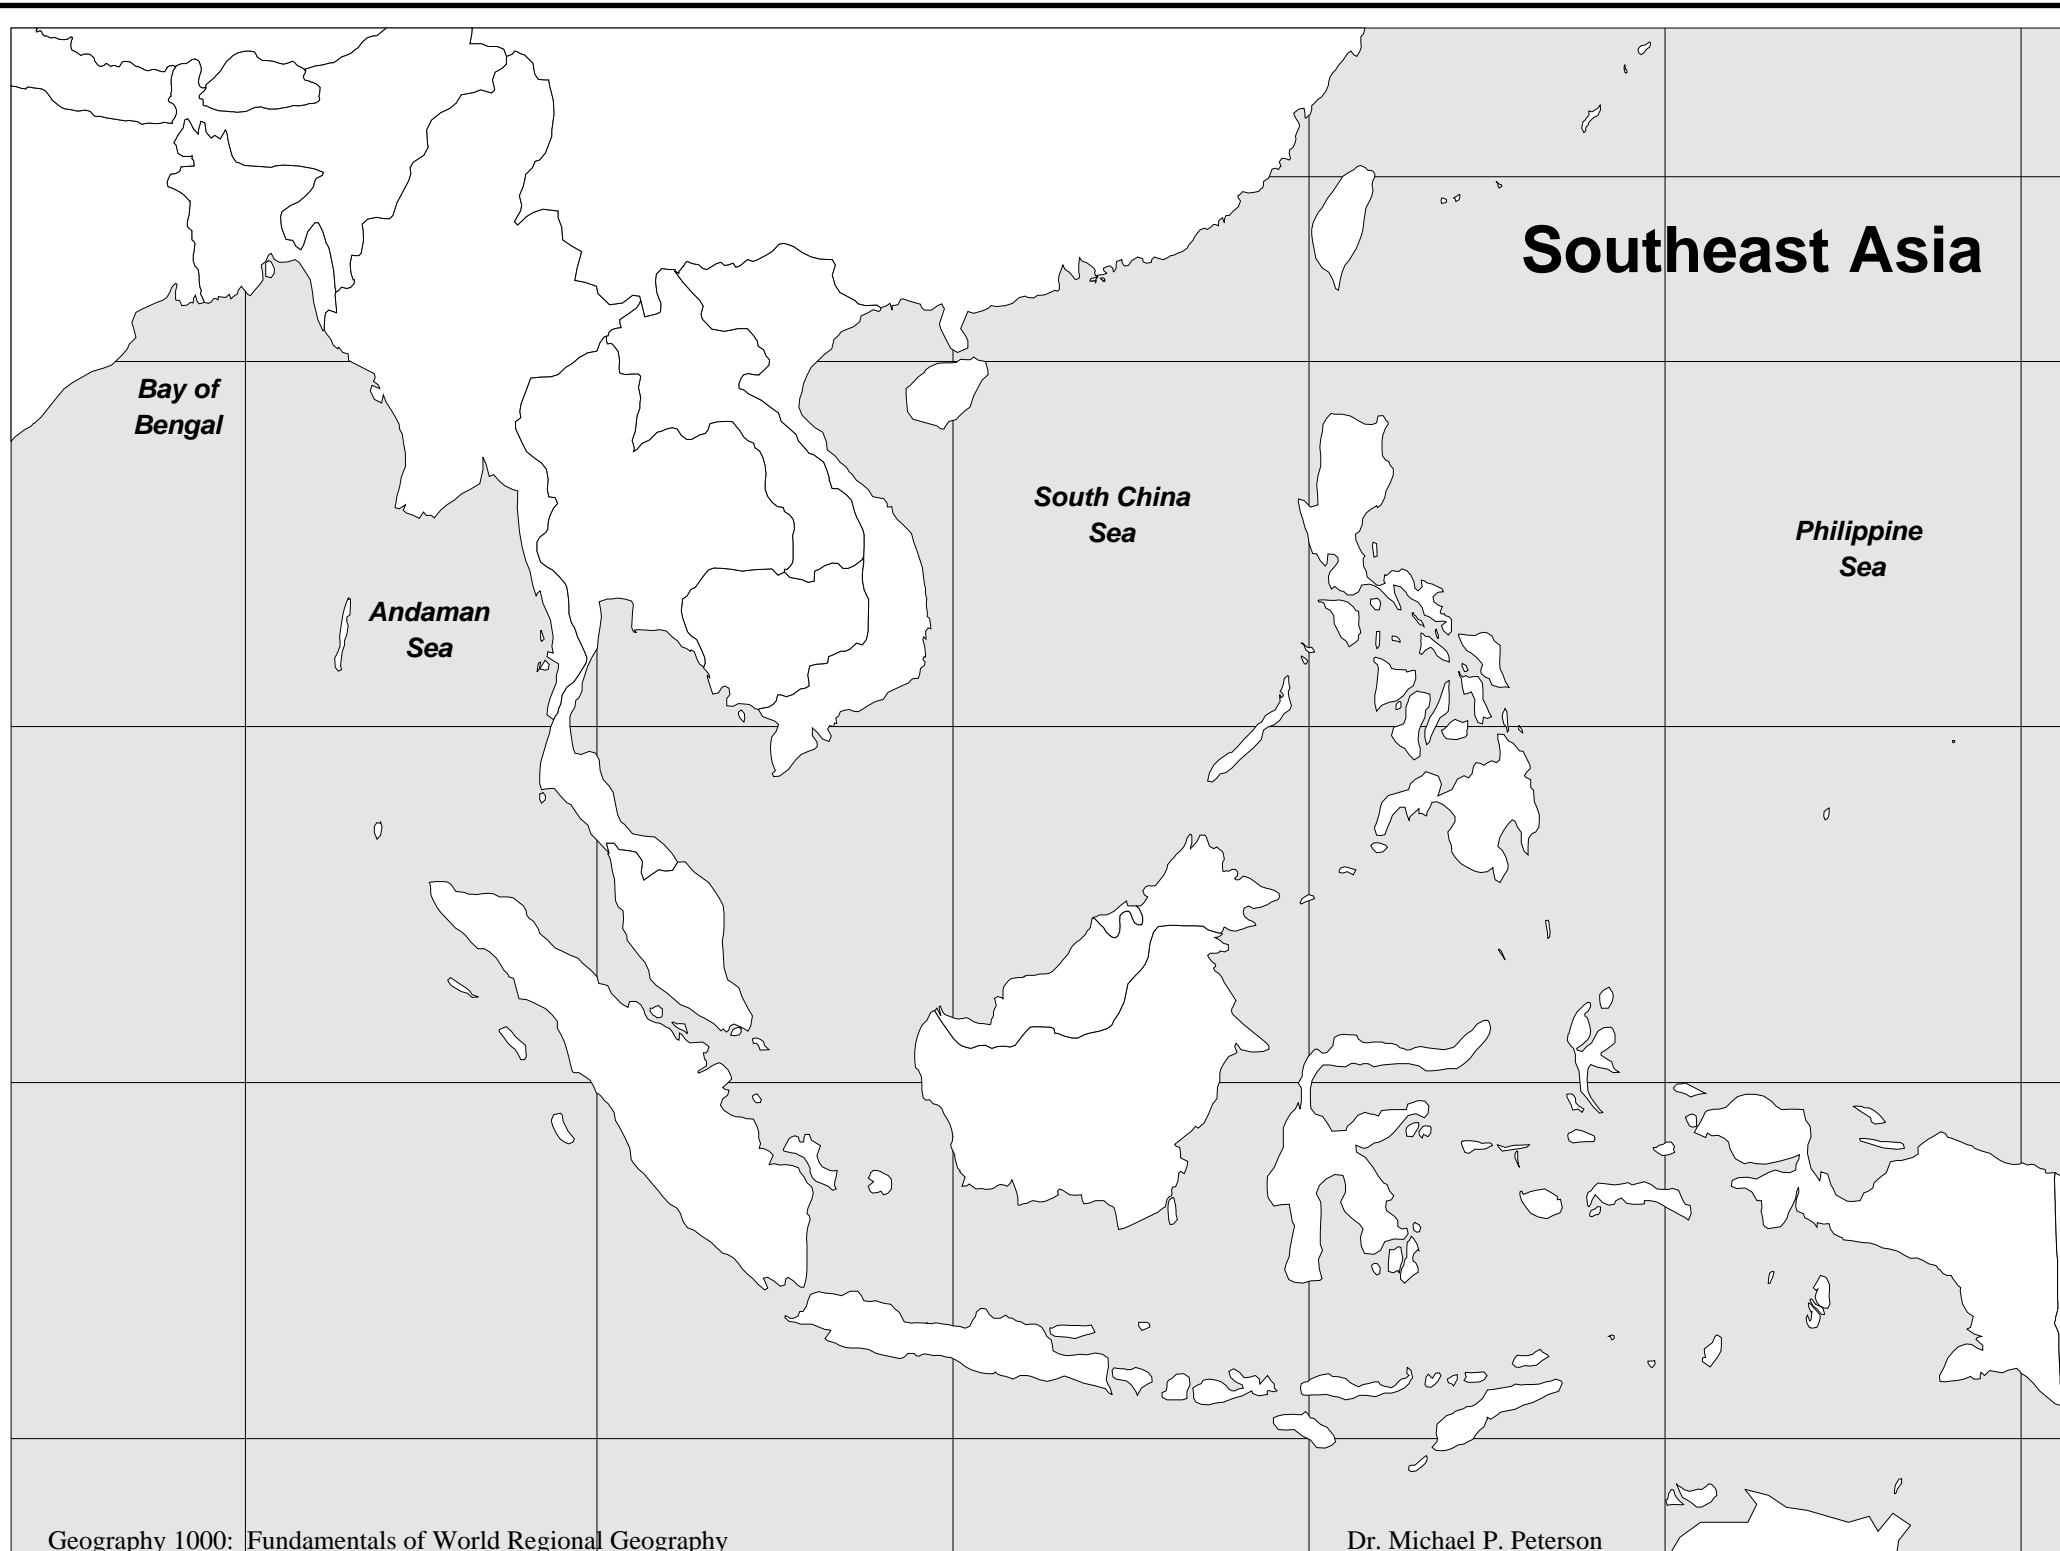 Southeast Asia
Bay of
Bengal
South China
Sea
Philippine
Sea
Andaman
Sea
Geography 1000: Fundamentals of World Regional Geography
Dr. Michael P. Peterson